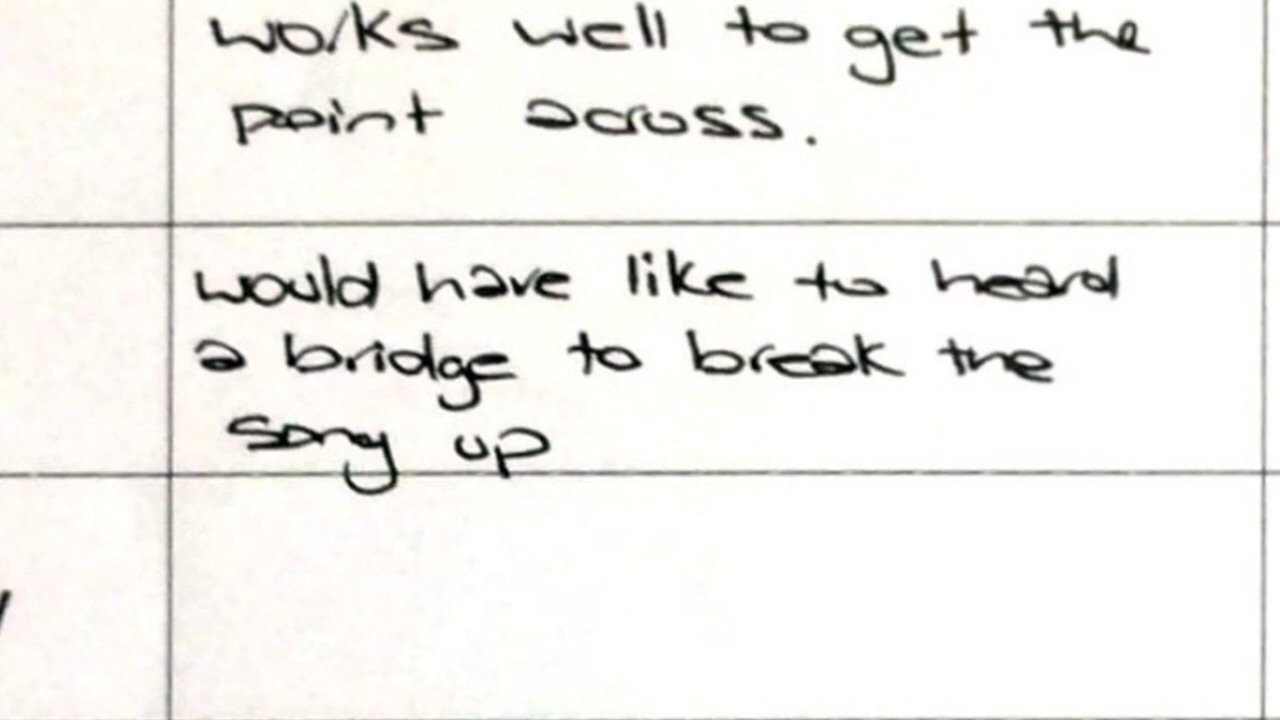 works well to get the
point across.
would have like to heard
a bridge to break the
song up